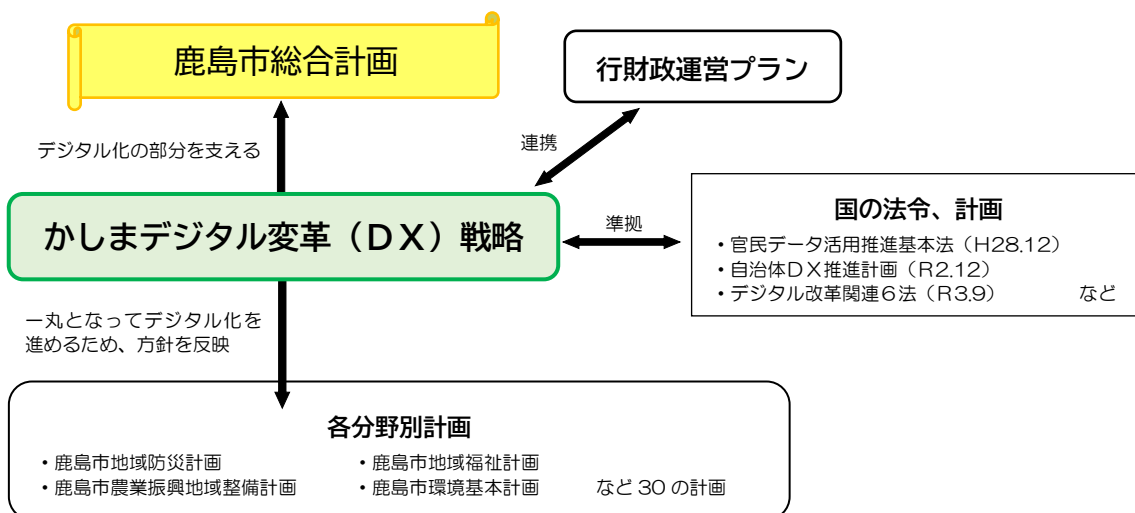 鹿島市総合計画
行財政運営プラン
デジタル化の部分を支える
連携
かしまデジタル変革（ＤＸ）戦略
準拠
国の法令、計画
・官民データ活用推進基本法（H28.12）
・自治体ＤＸ推進計画（R2.12）
・デジタル改革関連６法（R3.9）　　　　など
一丸となってデジタル化を
進めるため、方針を反映
各分野別計画
・鹿島市地域防災計画　　　　　　　・鹿島市地域福祉計画
・鹿島市農業振興地域整備計画　　　・鹿島市環境基本計画　　　など 30 の計画